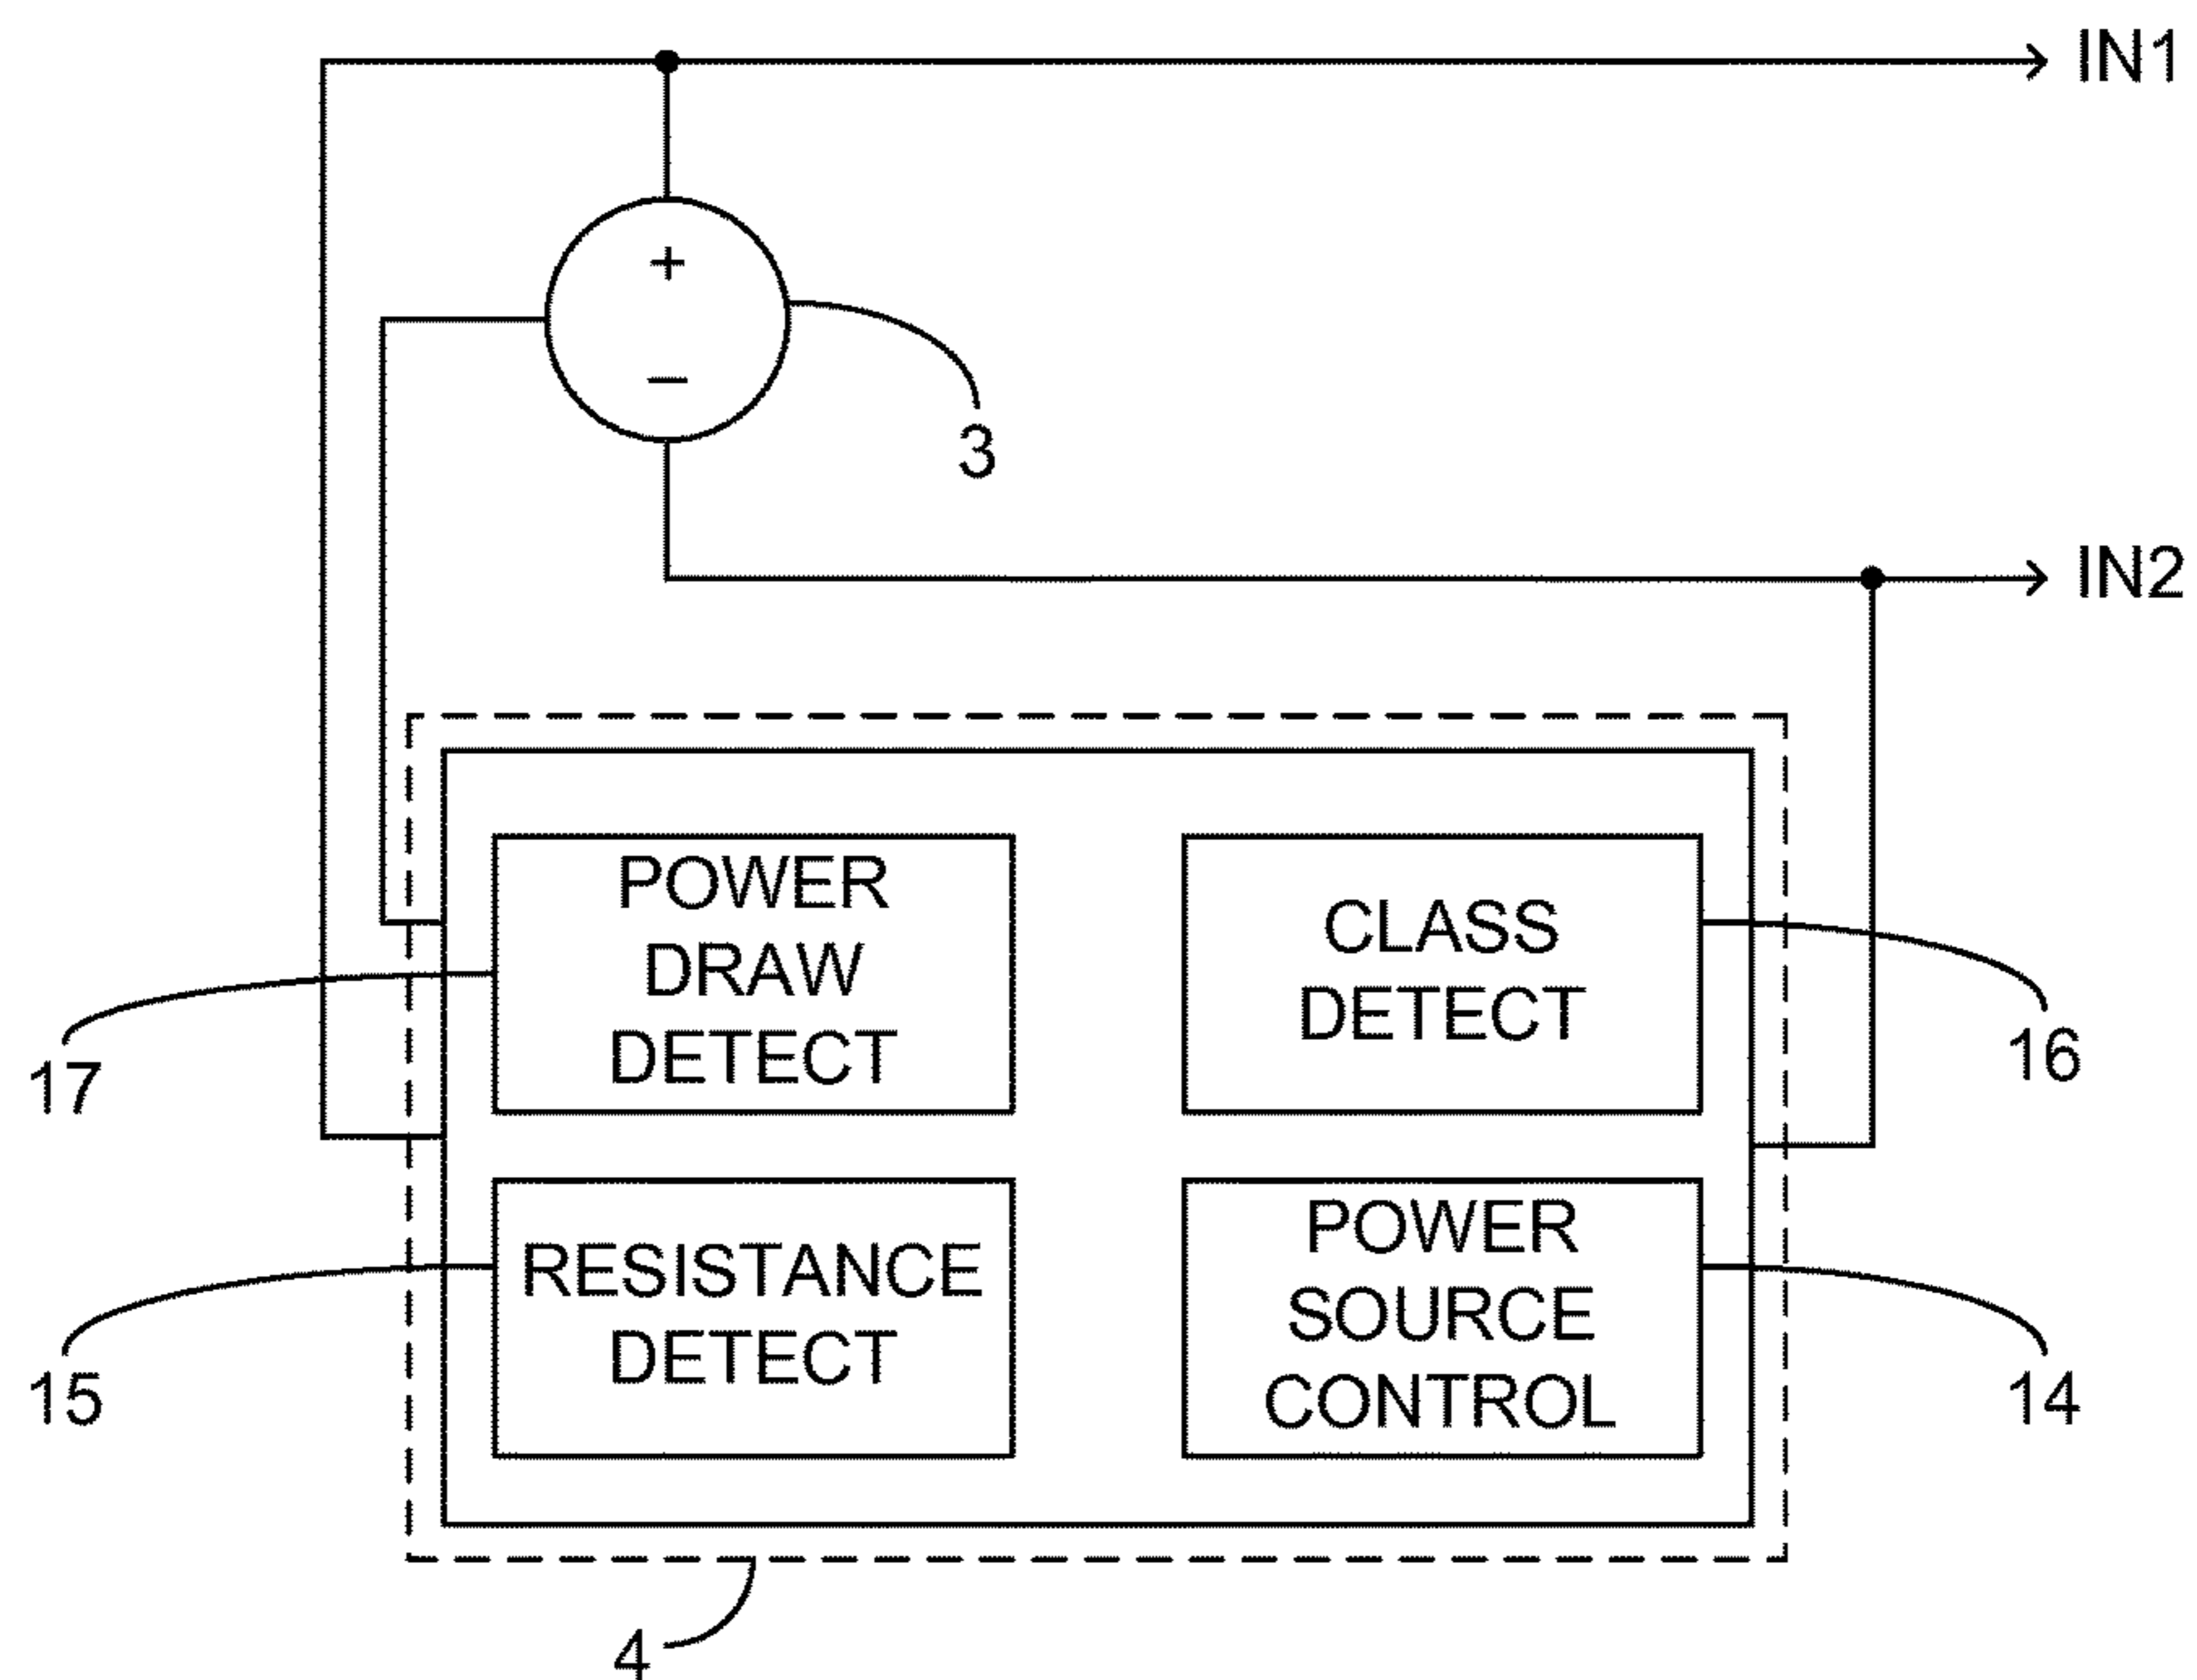 IN1
+
−
3
IN2
POWER
DRAW
DETECT
CLASS
DETECT
17
16
RESISTANCE
DETECT
POWER
SOURCE
CONTROL
15
14
4